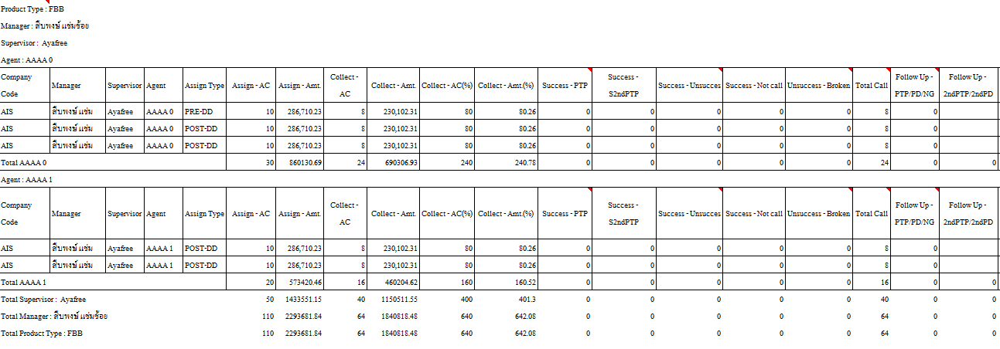 Product Type : FBB
Manager : สืบพงษ์ แช่มช้อย
Supervisor : Ayafree
Agent : AAAA 0
Company Code Manager Supervisor Agent Assign Type Assign - AC Assign - Amt. Collect - AC Collect - Amt. Collect - AC(%) Collect - Amt.(%) Success - PTP Success - S2ndPTP Success - Unsucces Success - Not call Unsuccess - Broken Total Call Follow Up - PTP/PD/NG Follow Up - 2ndPTP/2ndPD
AIS สืบพงษ์ แช่ม Ayafree AAAA 0 PRE-DD 10 286,710.23 8 230,102.31 80 80.26 0 0 0 0 0 8 0
AIS สืบพงษ์ แช่ม Ayafree AAAA 0 POST-DD 10 286,710.23 8 230,102.31 80 80.26 0 0 0 0 0 8 0
AIS สืบพงษ์ แช่ม Ayafree AAAA 0 POST-DD 10 286,710.23 8 230,102.31 80 80.26 0 0 0 0 0 8 0
Total AAAA 0 30 860130.69 24 690306.93 240 240.78 0 0 0 0 0 24 0 0
Agent : AAAA 1
Company Code Manager Supervisor Agent Assign Type Assign - AC Assign - Amt. Collect - AC Collect - Amt. Collect - AC(%) Collect - Amt.(%) Success - PTP Success - S2ndPTP Success - Unsucces Success - Not call Unsuccess - Broken Total Call Follow Up - PTP/PD/NG Follow Up - 2ndPTP/2ndPD
AIS สืบพงษ์ แช่ม Ayafree AAAA 1 POST-DD 10 286,710.23 8 230,102.31 80 80.26 0 0 0 0 0 8 0
AIS สืบพงษ์ แช่ม Ayafree AAAA 1 POST-DD 10 286,710.23 8 230,102.31 80 80.26 0 0 0 0 0 8 0
Total AAAA 1 20 573420.46 16 460204.62 160 160.52 0 0 0 0 0 16 0 0
Total Supervisor : Ayafree 50 1433551.15 40 1150511.55 400 401.3 0 0 0 0 0 40 0 0
Total Manager : สืบพงษ์ แช่มช้อย 110 2293681.84 64 1840818.48 640 642.08 0 0 0 0 0 64 0 0
Total Product Type : FBB 110 2293681.84 64 1840818.48 640 642.08 0 0 0 0 0 64 0 0